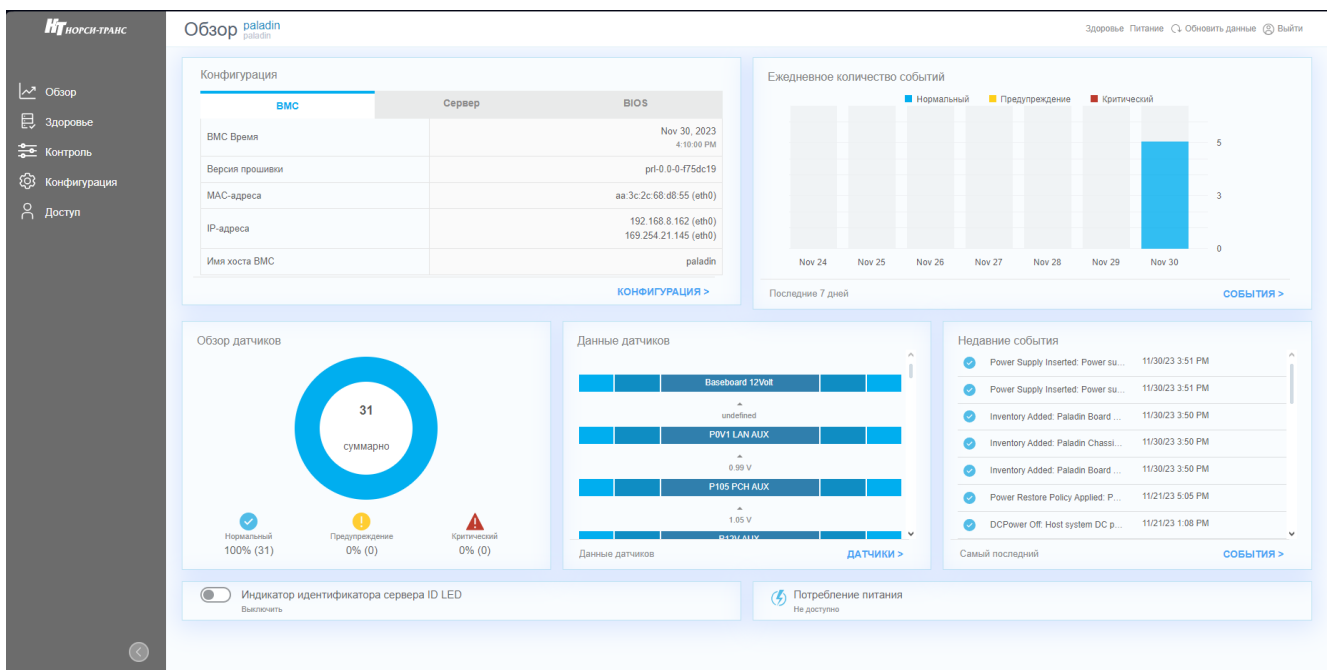 НТ НОРСИ-ТРАНС
Обзор paladin
paladin
Здоровье Питание Обновить данные Выйти
Обзор
Здоровье
Контроль
Конфигурация
Доступ
Конфигурация
BMC Сервер BIOS
BMC Время Nov 30, 2023
4:10:00 PM
Версия прошивки prl-0.0-0-f75dc19
MAC-адреса aa:3c:2c:68:d8:55 (eth0)
IP-адреса 192.168.8.162 (eth0)
169.254.21.145 (eth0)
Имя хоста BMC paladin
КОНФИГУРАЦИЯ >
Ежедневное количество событий
Нормальный Предупреждение Критический
5
3
0
Nov 24 Nov 25 Nov 26 Nov 27 Nov 28 Nov 29 Nov 30
Последние 7 дней СОБЫТИЯ >
Обзор датчиков
31
суммарно
Нормальный Предупреждение Критический
100% (31) 0% (0) 0% (0)
Данные датчиков
Baseboard 12Volt
undefined
P0V1 LAN AUX
0.99 V
P105 PCH AUX
1.05 V
P12V AUX
Данные датчиков ДАТЧИКИ >
Недавние события
Power Supply Inserted: Power su... 11/30/23 3:51 PM
Power Supply Inserted: Power su... 11/30/23 3:51 PM
Inventory Added: Paladin Board ... 11/30/23 3:50 PM
Inventory Added: Paladin Chassi... 11/30/23 3:50 PM
Inventory Added: Paladin Board ... 11/30/23 3:50 PM
Power Restore Policy Applied: P... 11/21/23 5:05 PM
DCPower Off: Host system DC p... 11/21/23 1:08 PM
Самый последний СОБЫТИЯ >
Индикатор идентификатора сервера ID LED
Выключить
Потребление питания
Не доступно